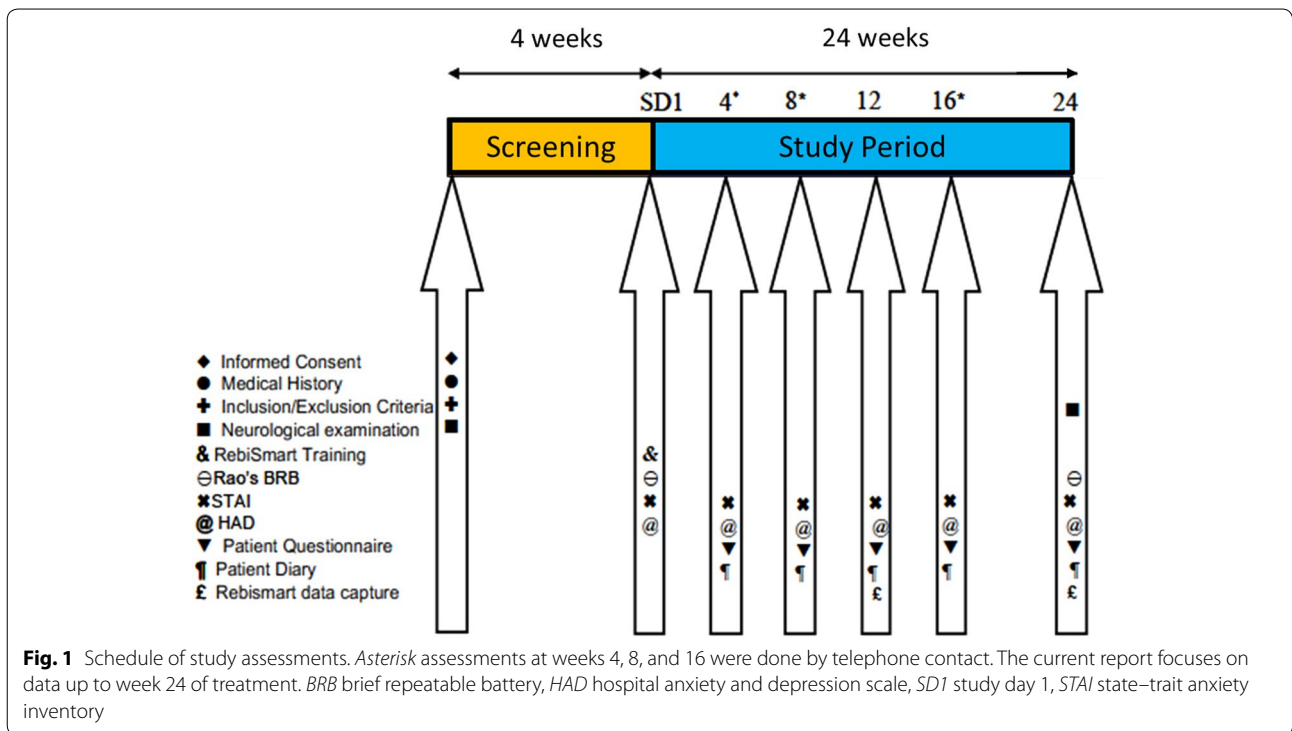 4 weeks 24 weeks
SD1 4* 8* 12 16* 24
Screening Study Period
◆ Informed Consent ◆
● Medical History ●
✚ Inclusion/Exclusion Criteria ✚
■ Neurological examination ■ ■
& RebiSmart Training &
⊖Rao's BRB ⊖ ⊖
✖STAI ✖ ✖ ✖ ✖ ✖ ✖
@ HAD @ @ @ @ @ @
▼ Patient Questionnaire ▼ ▼ ▼ ▼ ▼
¶ Patient Diary ¶ ¶ ¶ ¶ ¶
£ Rebismart data capture £ £
Fig. 1 Schedule of study assessments. Asterisk assessments at weeks 4, 8, and 16 were done by telephone contact. The current report focuses on
data up to week 24 of treatment. BRB brief repeatable battery, HAD hospital anxiety and depression scale, SD1 study day 1, STAI state–trait anxiety
inventory